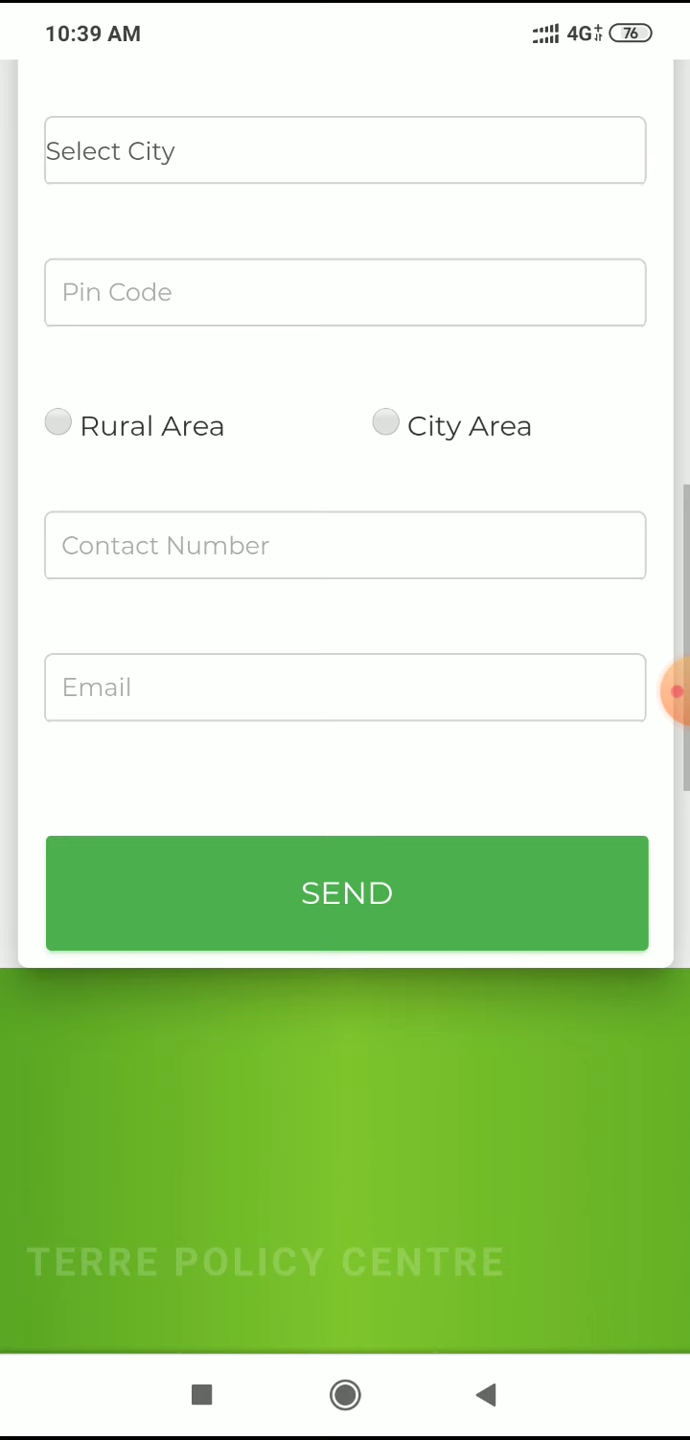 10:39 AM 4G 76
Select City
Pin Code
Rural Area City Area
Contact Number
Email
SEND
TERRE POLICY CENTRE